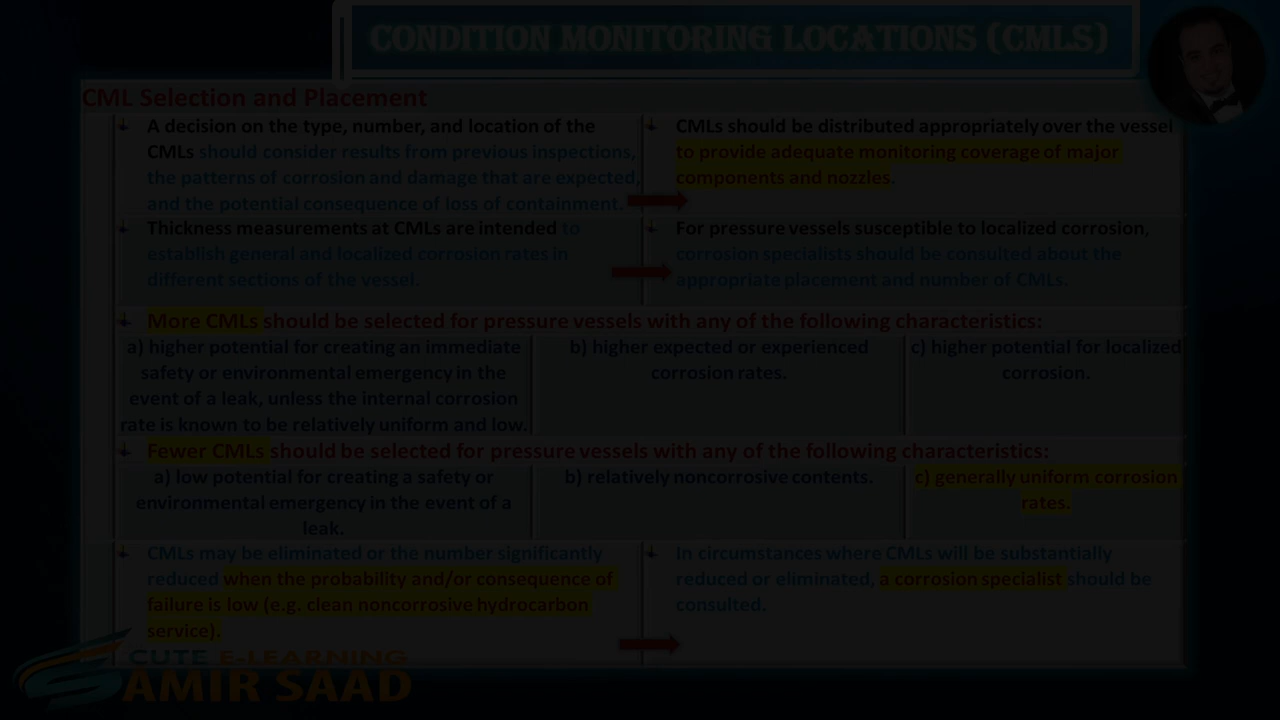 CONDITION MONITORING LOCATIONS (CMLS)
CML Selection and Placement
A decision on the type, number, and location of the
CMLs should consider results from previous inspections,
the patterns of corrosion and damage that are expected,
and the potential consequence of loss of containment.
CMLs should be distributed appropriately over the vessel
to provide adequate monitoring coverage of major
components and nozzles.
Thickness measurements at CMLs are intended to
establish general and localized corrosion rates in
different sections of the vessel.
For pressure vessels susceptible to localized corrosion,
corrosion specialists should be consulted about the
appropriate placement and number of CMLs.
More CMLs should be selected for pressure vessels with any of the following characteristics:
a) higher potential for creating an immediate
safety or environmental emergency in the
event of a leak, unless the internal corrosion
rate is known to be relatively uniform and low.
b) higher expected or experienced
corrosion rates.
c) higher potential for localized
corrosion.
Fewer CMLs should be selected for pressure vessels with any of the following characteristics:
a) low potential for creating a safety or
environmental emergency in the event of a
leak.
b) relatively noncorrosive contents.
c) generally uniform corrosion
rates.
CMLs may be eliminated or the number significantly
reduced when the probability and/or consequence of
failure is low (e.g. clean noncorrosive hydrocarbon
service).
In circumstances where CMLs will be substantially
reduced or eliminated, a corrosion specialist should be
consulted.
CUTE E-LEARNING
AMIR SAAD